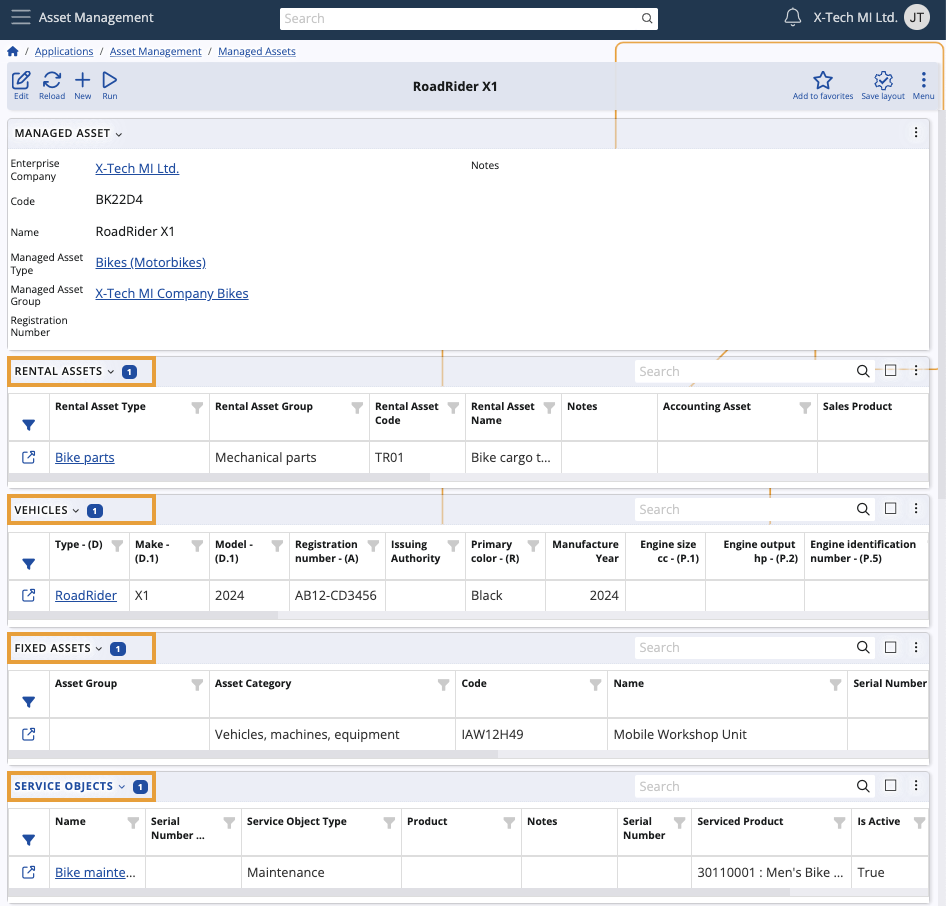 Asset Management
Search
X-Tech MI Ltd.
JT
/ Applications / Asset Management / Managed Assets
Edit
Reload
New
Run
RoadRider X1
Add to favorites
Save layout
Menu
MANAGED ASSET
Enterprise
Company
X-Tech MI Ltd.
Notes
Code
BK22D4
Name
RoadRider X1
Managed Asset
Type
Bikes (Motorbikes)
Managed Asset
Group
X-Tech MI Company Bikes
Registration
Number
RENTAL ASSETS 1
Search
Rental Asset Type
Rental Asset Group
Rental Asset
Code
Rental Asset
Name
Notes
Accounting Asset
Sales Product
Bike parts
Mechanical parts
TR01
Bike cargo t...
VEHICLES 1
Search
Type - (D)
Make -
(D.1)
Model -
(D.1)
Registration
number - (A)
Issuing
Authority
Primary
color - (R)
Manufacture
Year
Engine size
cc - (P.1)
Engine output
hp - (P.2)
Engine identification
number - (P.5)
RoadRider
X1
2024
AB12-CD3456
Black
2024
FIXED ASSETS 1
Search
Asset Group
Asset Category
Code
Name
Serial Number
Vehicles, machines, equipment
IAW12H49
Mobile Workshop Unit
SERVICE OBJECTS 1
Search
Name
Serial
Number ...
Service Object Type
Product
Notes
Serial
Number
Serviced Product
Is Active
Bike mainte...
Maintenance
30110001 : Men's Bike ...
True